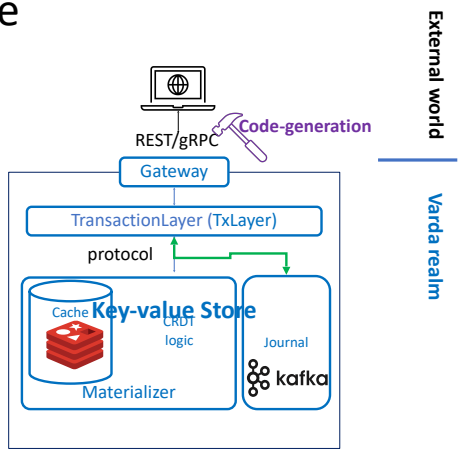 e
REST/gRPC
Code-generation
Gateway
TransactionLayer (TxLayer)
protocol
Cache
Key-value Store
CRDT
logic
Materializer
Journal
kafka
External world
Varda realm